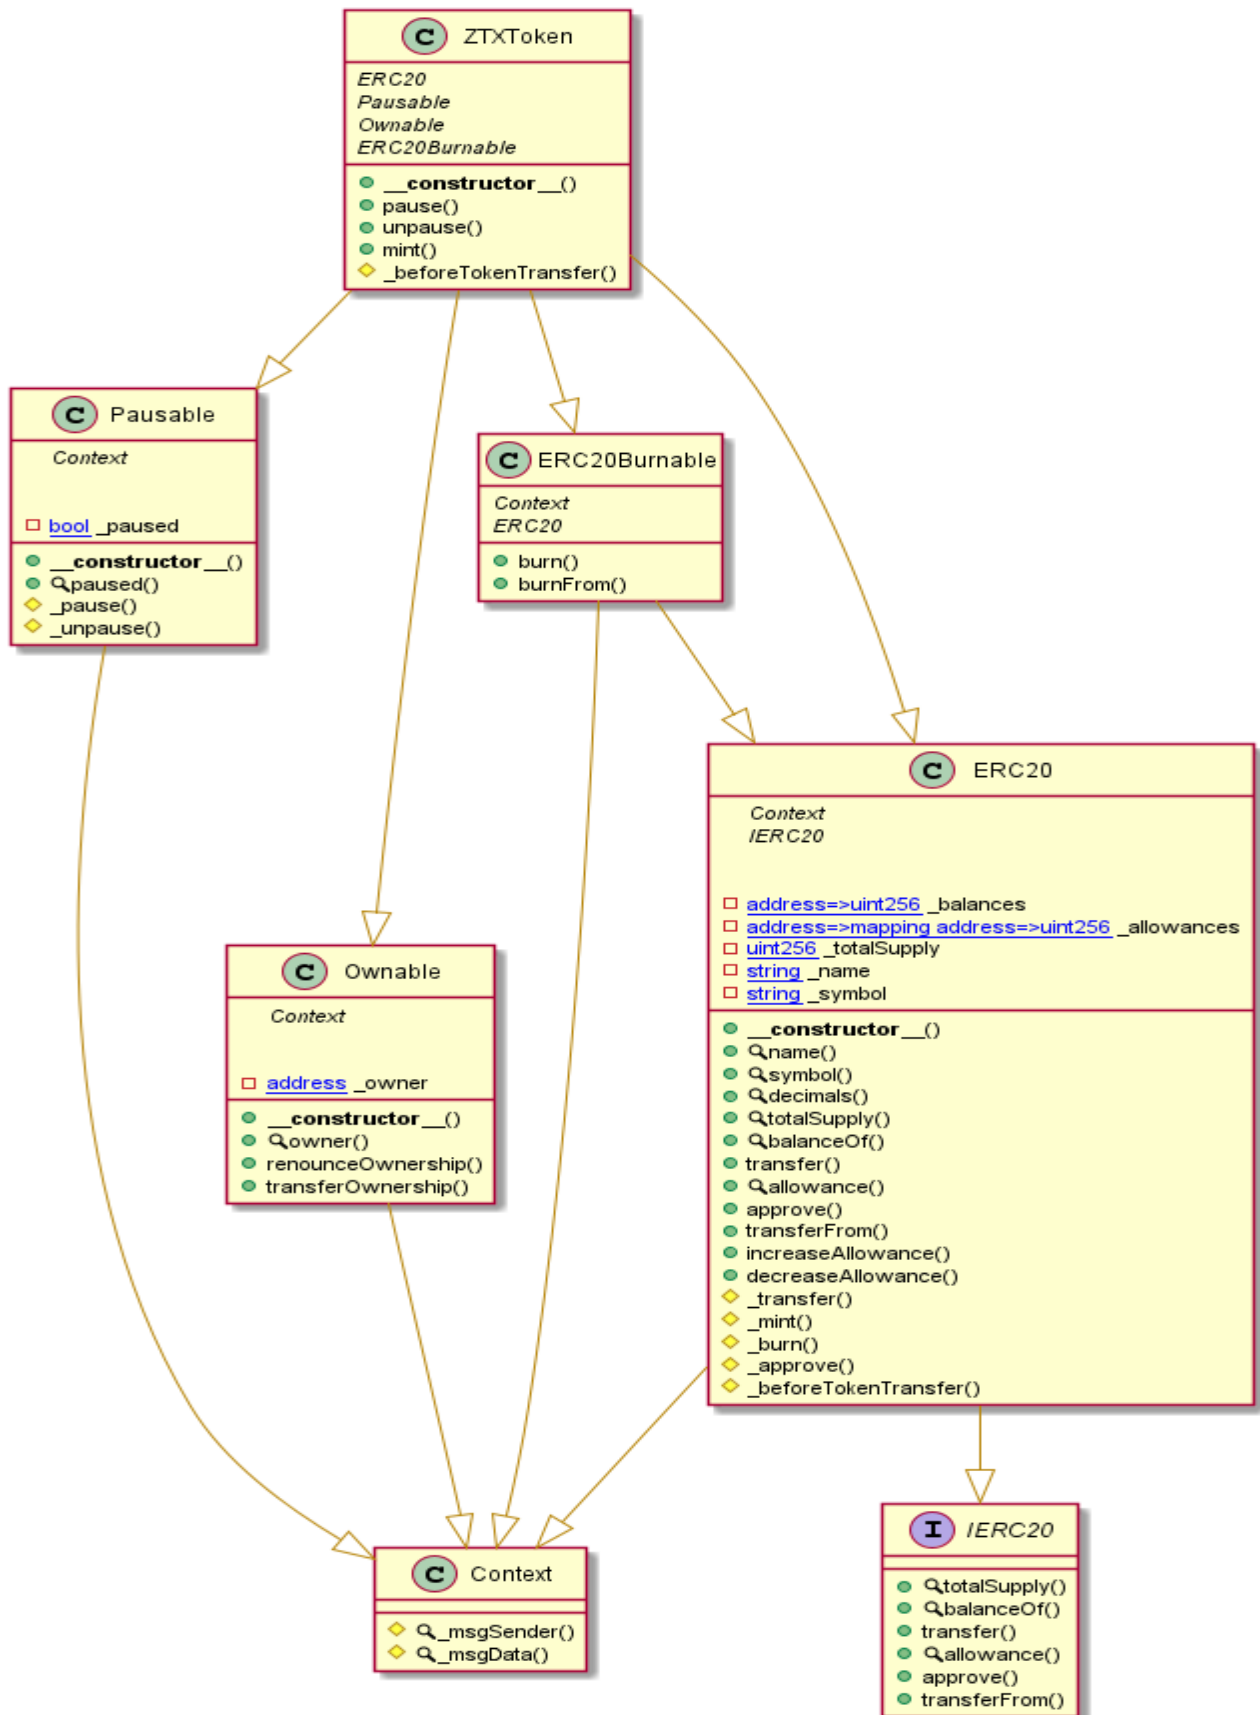 C ZTXToken
ERC20
Pausable
Ownable
ERC20Burnable
__constructor__()
pause()
unpause()
mint()
_beforeTokenTransfer()
C Pausable
Context
bool _paused
__constructor__()
paused()
_pause()
_unpause()
C ERC20Burnable
Context
ERC20
burn()
burnFrom()
C ERC20
Context
IERC20
address=>uint256 _balances
address=>mapping address=>uint256 _allowances
uint256 _totalSupply
string _name
string _symbol
__constructor__()
name()
symbol()
decimals()
totalSupply()
balanceOf()
transfer()
allowance()
approve()
transferFrom()
increaseAllowance()
decreaseAllowance()
_transfer()
_mint()
_burn()
_approve()
_beforeTokenTransfer()
C Ownable
Context
address _owner
__constructor__()
owner()
renounceOwnership()
transferOwnership()
C Context
_msgSender()
_msgData()
I IERC20
totalSupply()
balanceOf()
transfer()
allowance()
approve()
transferFrom()